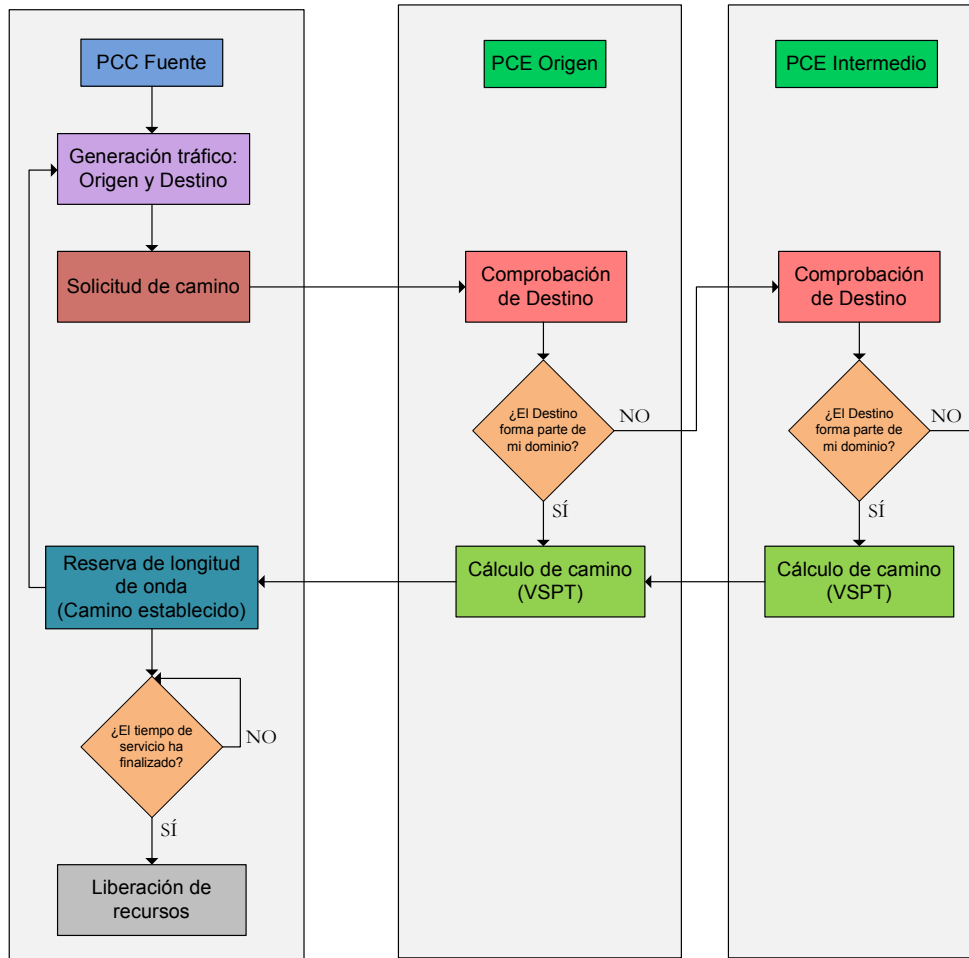 PCC Fuente
Generación tráfico:
Origen y Destino
Solicitud de camino
Reserva de longitud
de onda
(Camino establecido)
¿El tiempo de
servicio ha
finalizado?
NO
SÍ
Liberación de
recursos
PCE Origen
Comprobación
de Destino
¿El Destino
forma parte de
mi dominio?
NO
SÍ
Cálculo de camino
(VSPT)
PCE Intermedio
Comprobación
de Destino
¿El Destino
forma parte de
mi dominio?
NO
SÍ
Cálculo de camino
(VSPT)